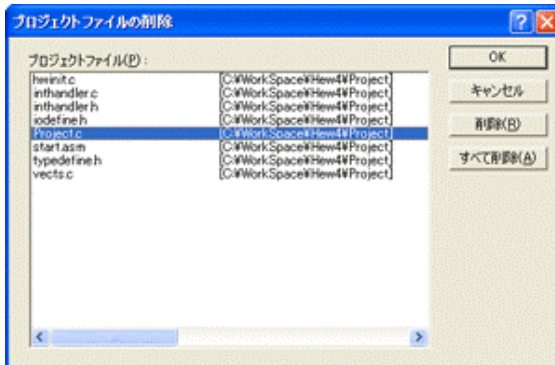 プロジェクトファイルの削除
プロジェクトファイル(P) :
hwinit.c [C:¥WorkSpace¥Hew4¥Project]
inthandler.c [C:¥WorkSpace¥Hew4¥Project]
inthandler.h [C:¥WorkSpace¥Hew4¥Project]
iodefine.h [C:¥WorkSpace¥Hew4¥Project]
Project.c [C:¥WorkSpace¥Hew4¥Project]
start.asm [C:¥WorkSpace¥Hew4¥Project]
typedefine.h [C:¥WorkSpace¥Hew4¥Project]
vects.c [C:¥WorkSpace¥Hew4¥Project]
OK
キャンセル
削除(R)
すべて削除(A)